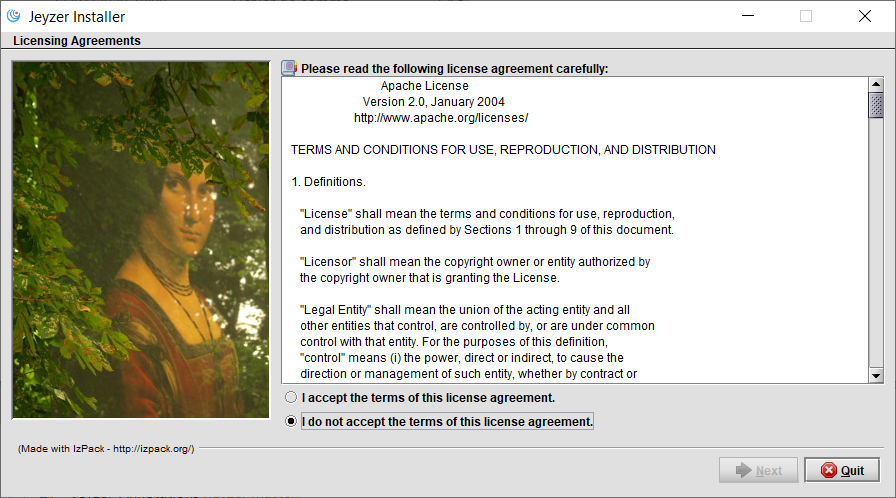 Jeyzer Installer
Licensing Agreements
Please read the following license agreement carefully:
Apache License
Version 2.0, January 2004
http://www.apache.org/licenses/
TERMS AND CONDITIONS FOR USE, REPRODUCTION, AND DISTRIBUTION
1. Definitions.
"License" shall mean the terms and conditions for use, reproduction,
and distribution as defined by Sections 1 through 9 of this document.
"Licensor" shall mean the copyright owner or entity authorized by
the copyright owner that is granting the License.
"Legal Entity" shall mean the union of the acting entity and all
other entities that control, are controlled by, or are under common
control with that entity. For the purposes of this definition,
"control" means (i) the power, direct or indirect, to cause the
direction or management of such entity, whether by contract or
I accept the terms of this license agreement.
I do not accept the terms of this license agreement.
(Made with IzPack - http://izpack.org/)
Next
Quit